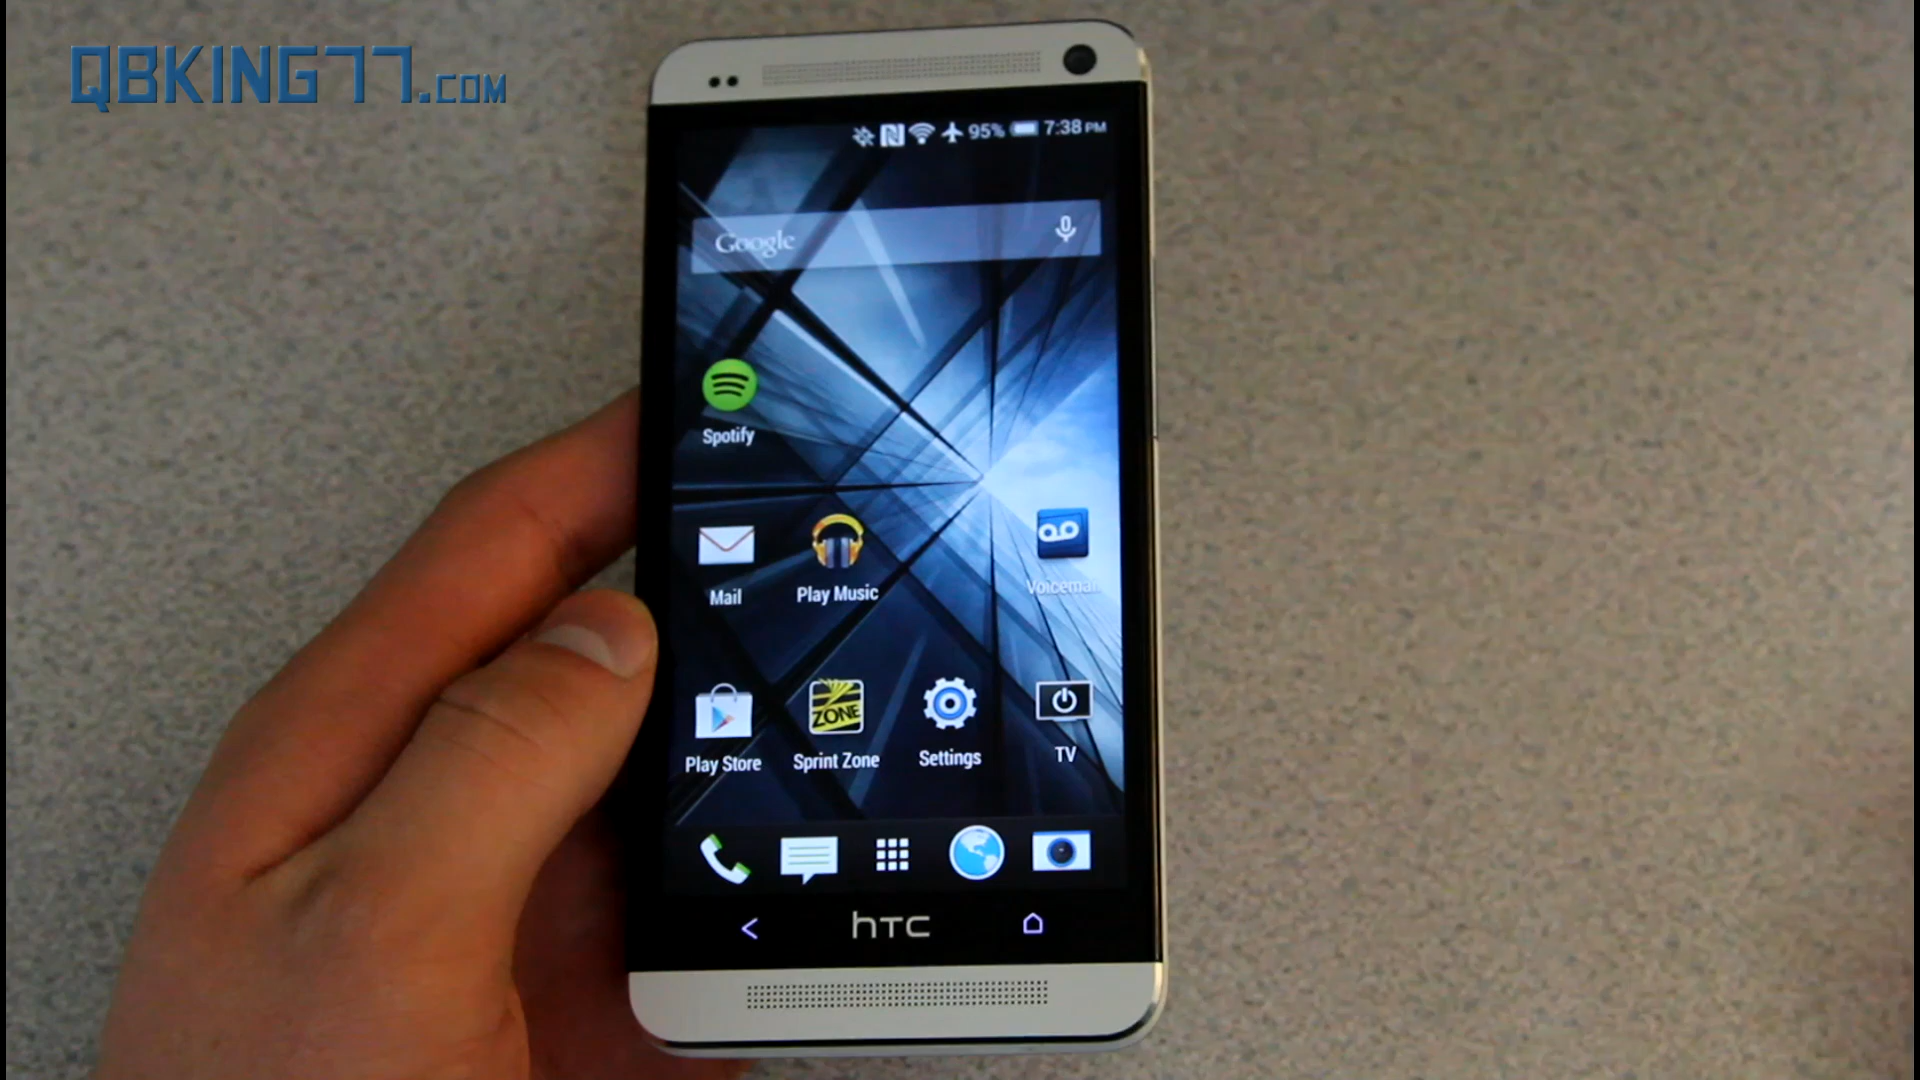 QBKING77.COM
95% 7:38 PM
Google
Spotify
Mail
Play Music
Voicemail
ZONE
Play Store
Sprint Zone
Settings
TV
hTC